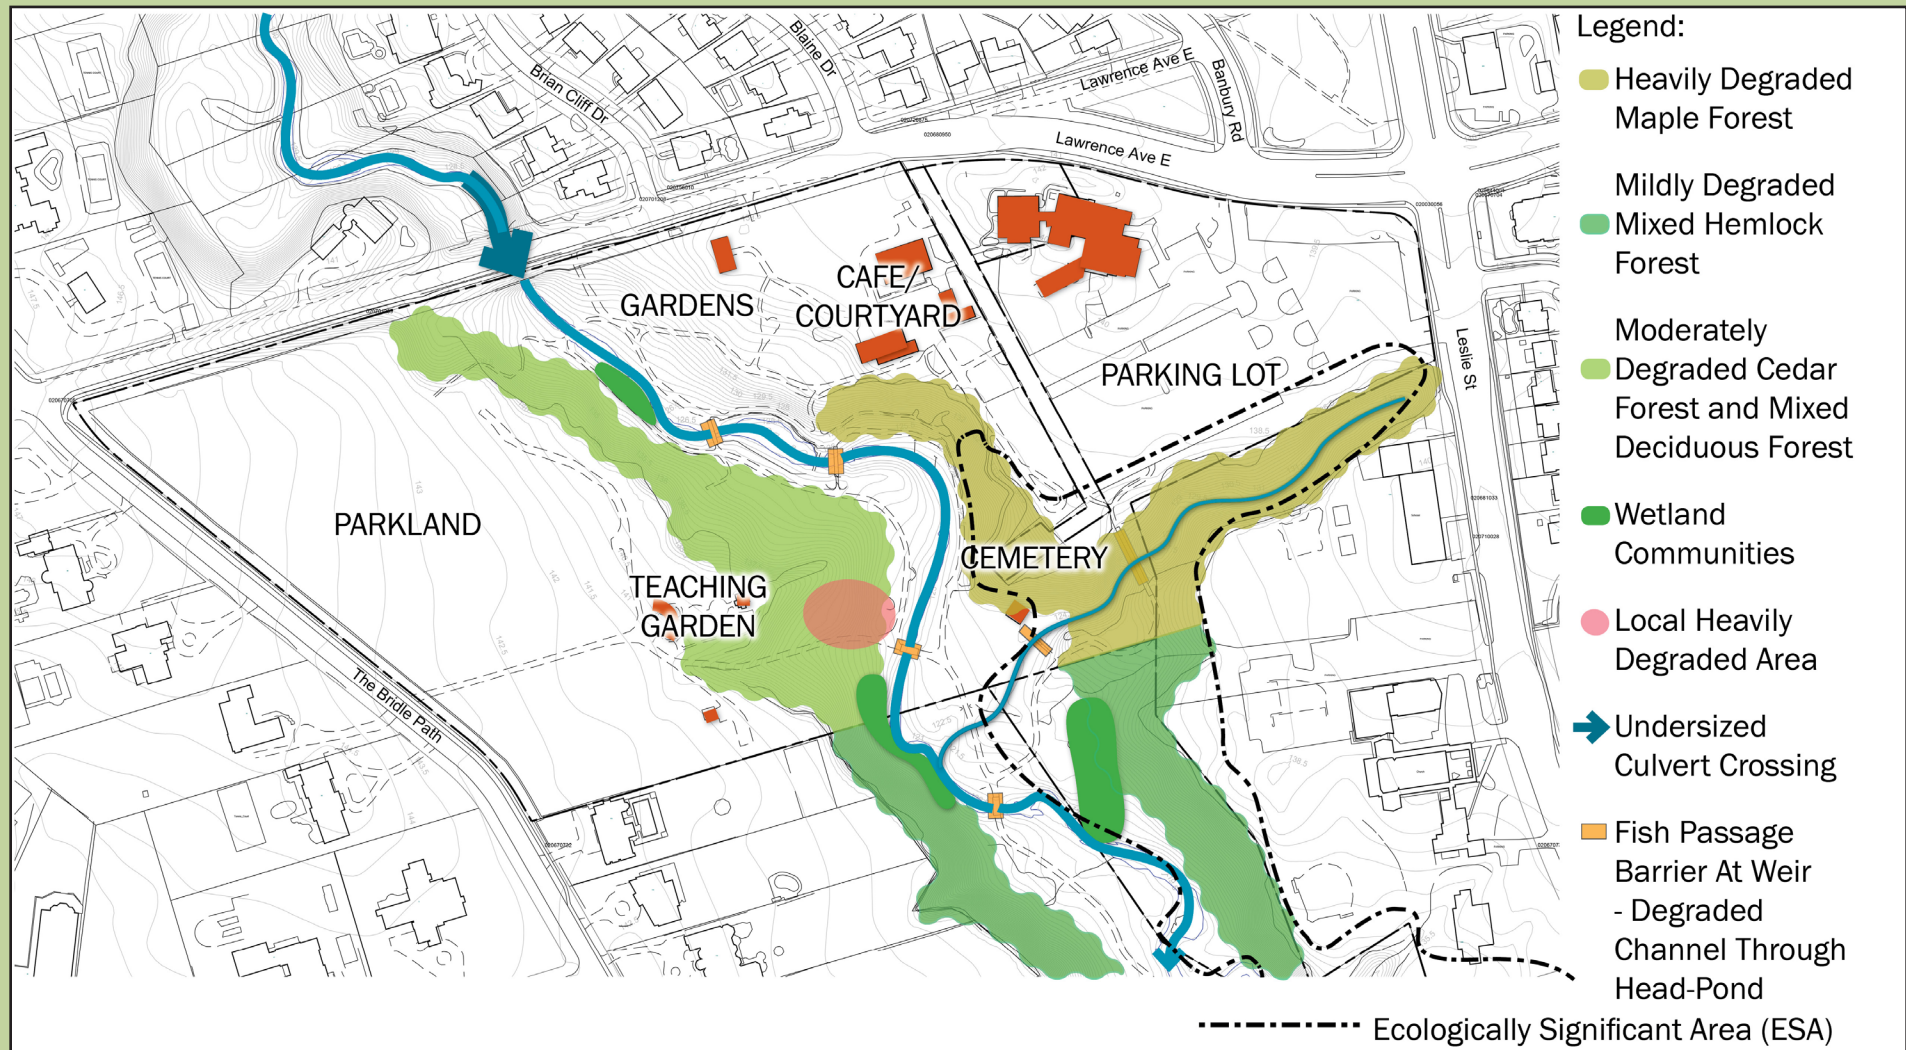 Legend:
Heavily Degraded
Maple Forest
Mildly Degraded
Mixed Hemlock
Forest
Moderately
Degraded Cedar
Forest and Mixed
Deciduous Forest
Wetland
Communities
Local Heavily
Degraded Area
Undersized
Culvert Crossing
Fish Passage
Barrier At Weir
- Degraded
Channel Through
Head-Pond
Ecologically Significant Area (ESA)
Brian Cliff Dr
Blaine Dr
Lawrence Ave E
Banbury Rd
Lawrence Ave E
Leslie St
The Bridle Path
GARDENS
CAFE/
COURTYARD
PARKING LOT
PARKLAND
CEMETERY
TEACHING
GARDEN